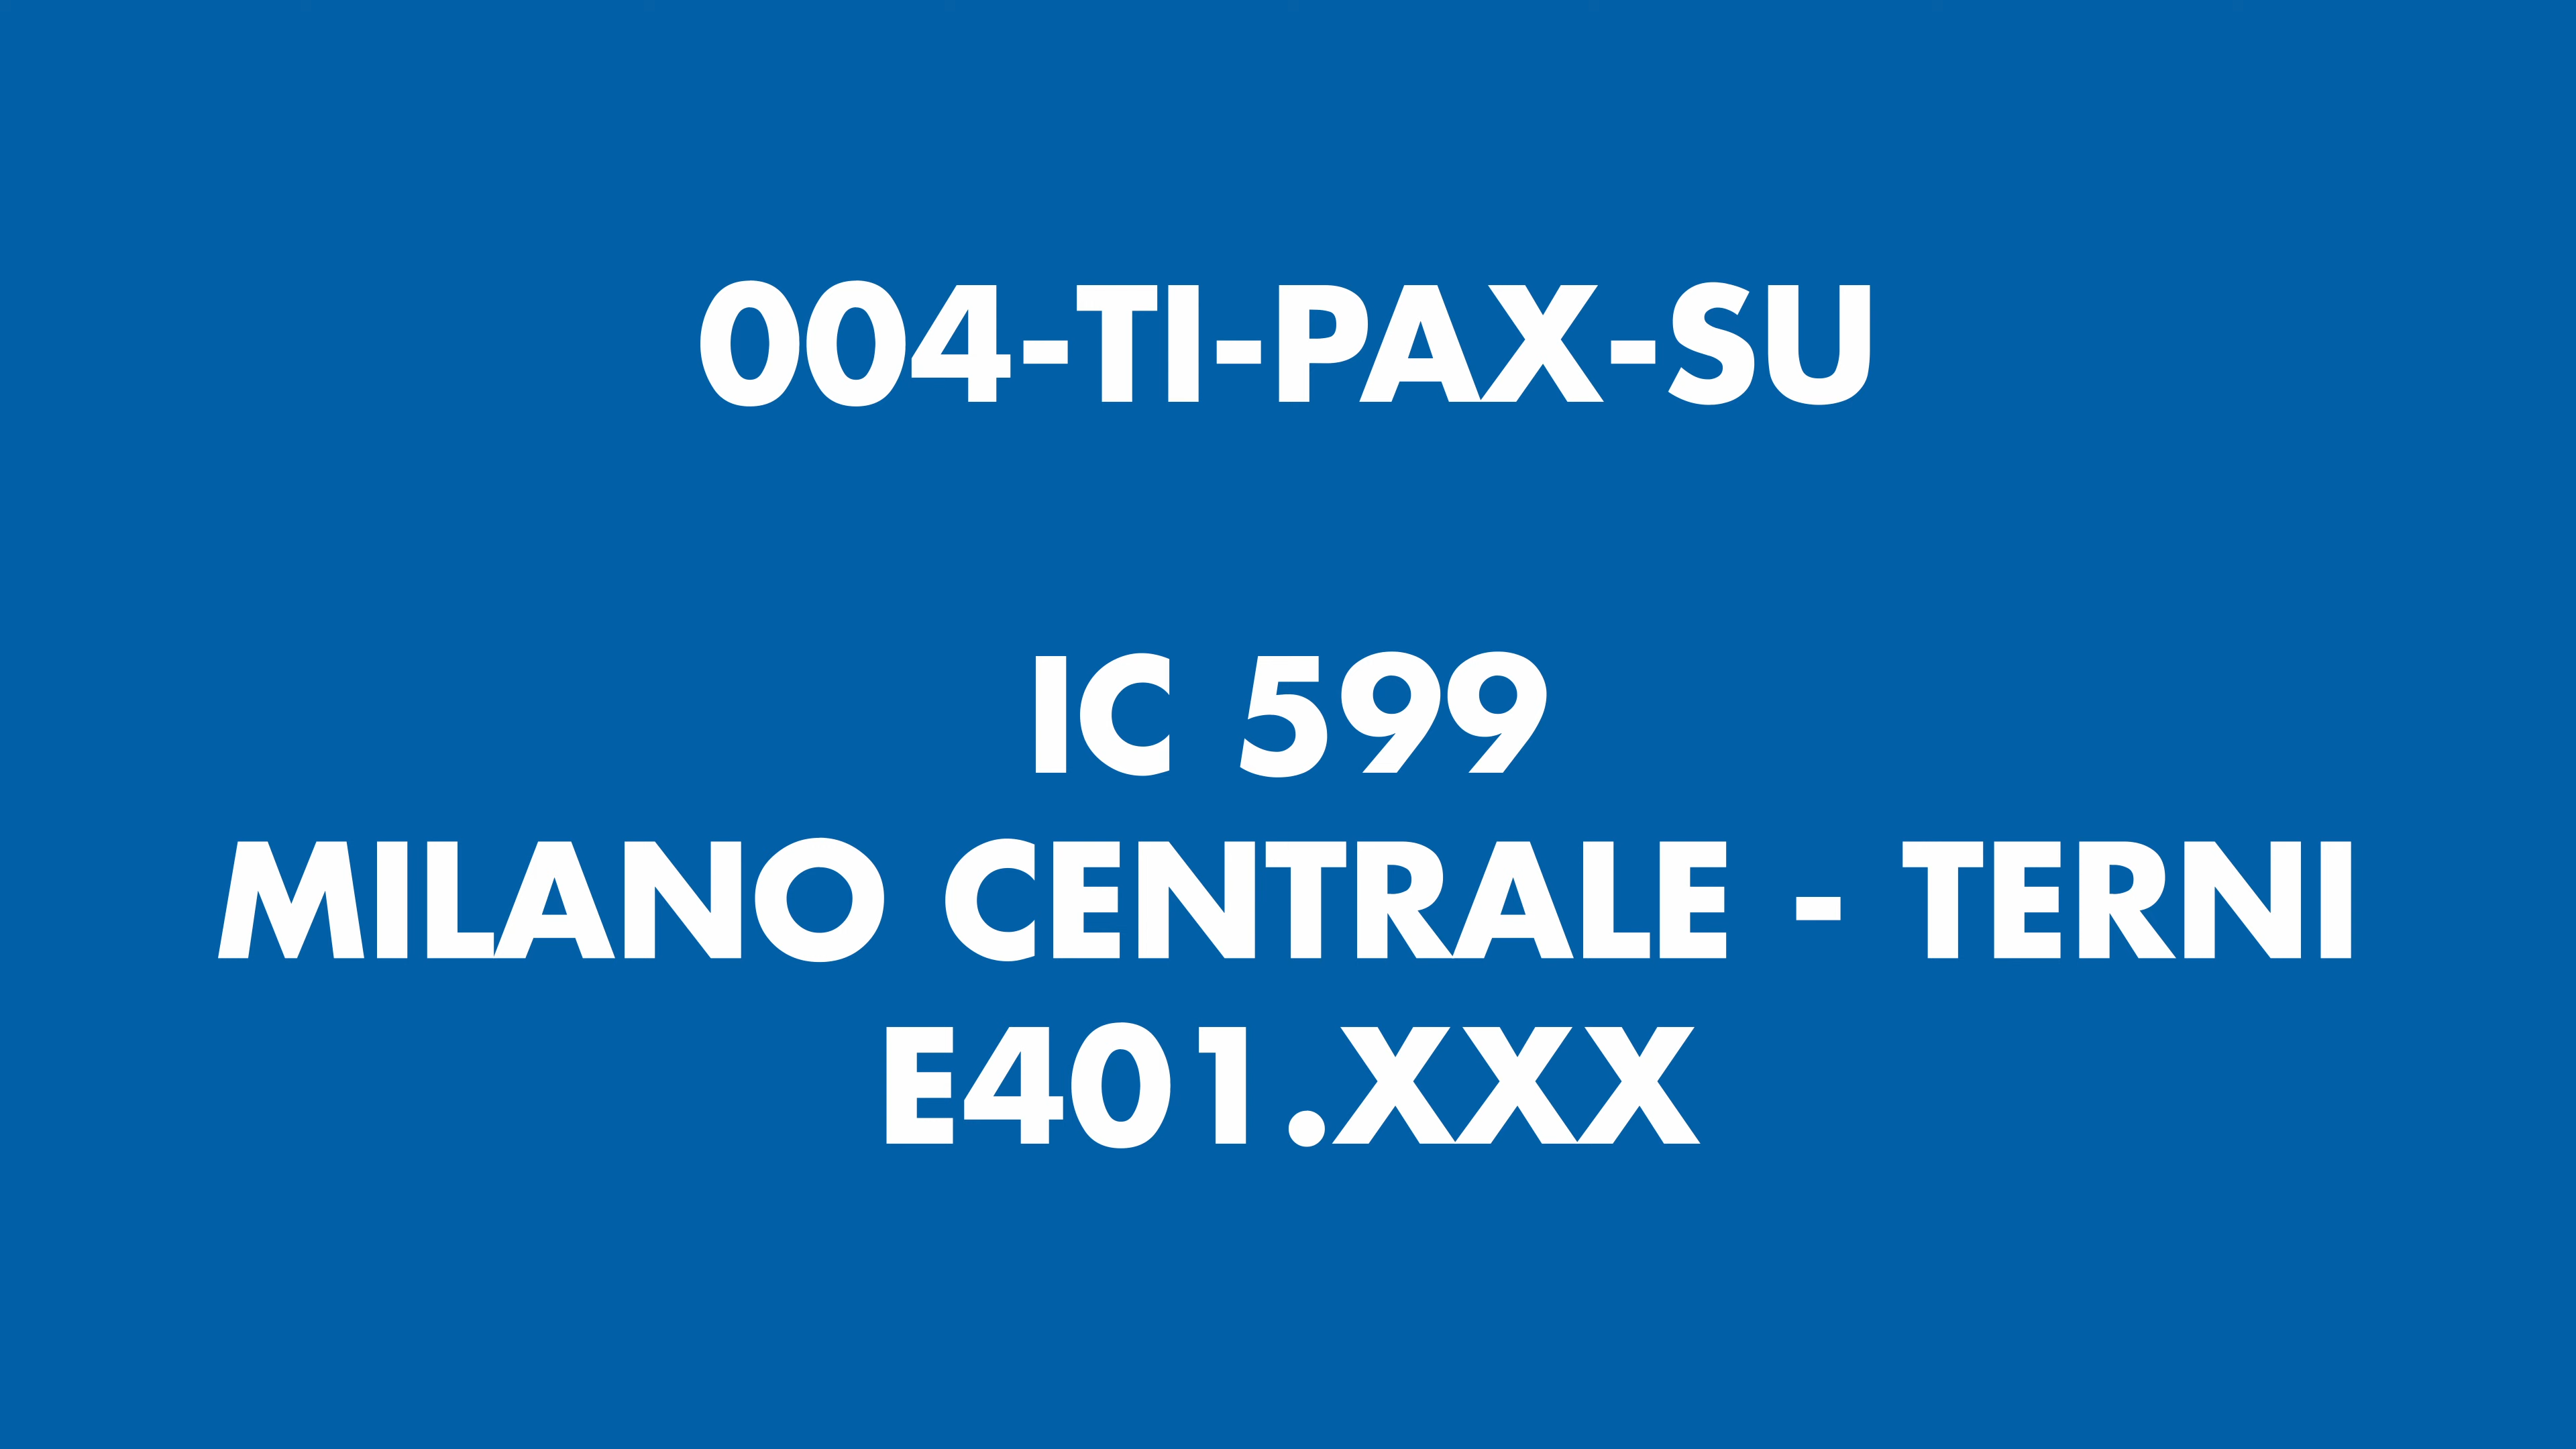 004-TI-PAX-SU
IC 599
MILANO CENTRALE - TERNI
E401.XXX